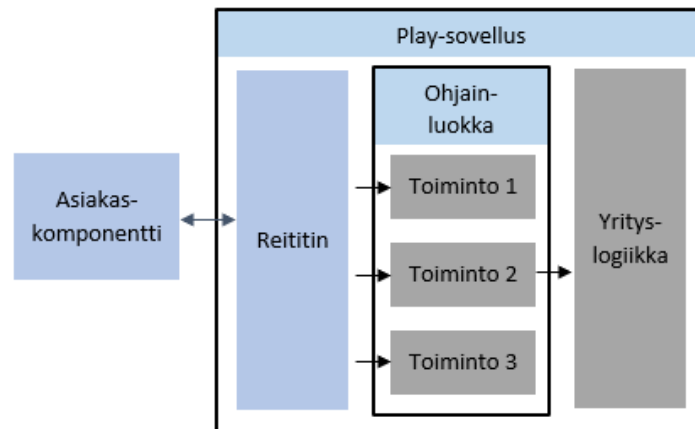 Play-sovellus
Asiakas-
komponentti
Reititin
Ohjain-
luokka
Toiminto 1
Toiminto 2
Toiminto 3
Yritys-
logiikka